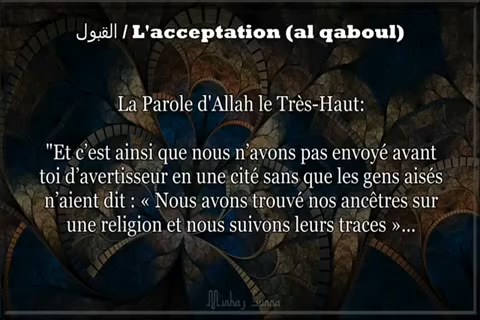 القبول / L'acceptation (al qaboul)
La Parole d'Allah le Très-Haut:
"Et c’est ainsi que nous n’avons pas envoyé avant
toi d’avertisseur en une cité sans que les gens aisés
n’aient dit : « Nous avons trouvé nos ancêtres sur
une religion et nous suivons leurs traces »...
Minhaj Sunna